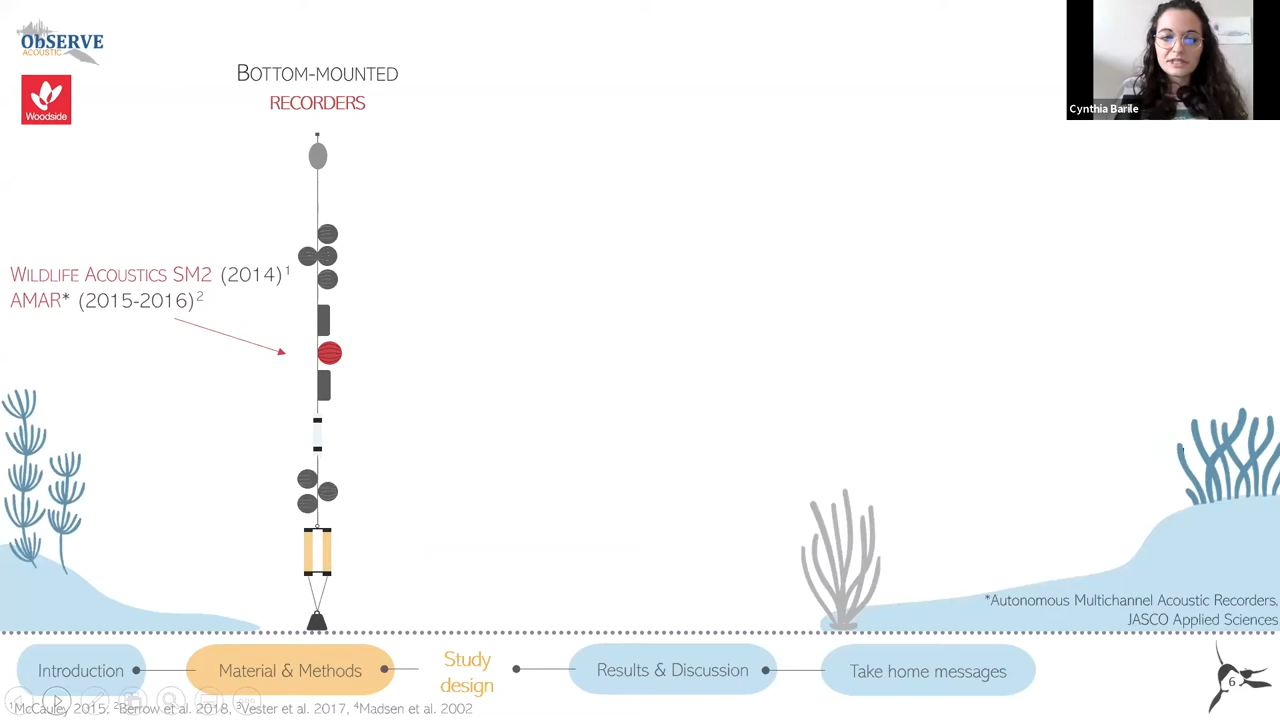 ObSERVE
ACOUSTIC
Woodside
BOTTOM-MOUNTED
RECORDERS
Cynthia Barile
WILDLIFE ACOUSTICS SM2 (2014)¹
AMAR* (2015-2016)²
*Autonomous Multichannel Acoustic Recorders,
JASCO Applied Sciences
Introduction
Material & Methods
Study
design
Results & Discussion
Take home messages
6
¹McCauley 2015, ²Berrow et al. 2018, ³Vester et al. 2017, ⁴Madsen et al. 2002